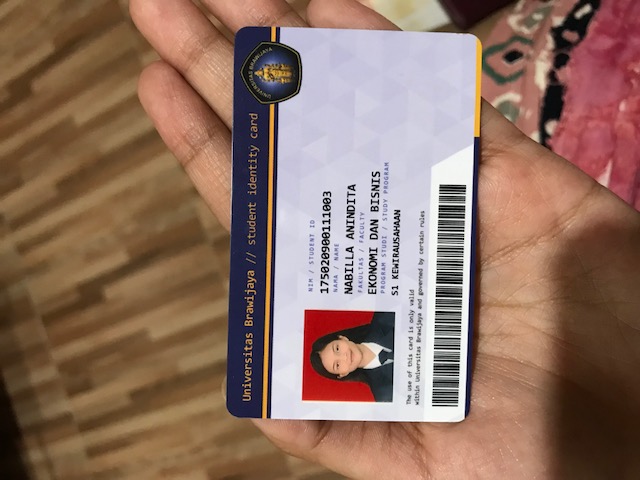 Universitas Brawijaya // student identity card
UNIVERSITAS BRAWIJAYA
NIM / STUDENT ID
175020900111003
NAMA / NAME
NABILLA ANINDITA
FAKULTAS / FACULTY
EKONOMI DAN BISNIS
PROGRAM STUDI / STUDY PROGRAM
S1 KEWIRAUSAHAAN
The use of this card is only valid
within Universitas Brawijaya and governed by certain rules